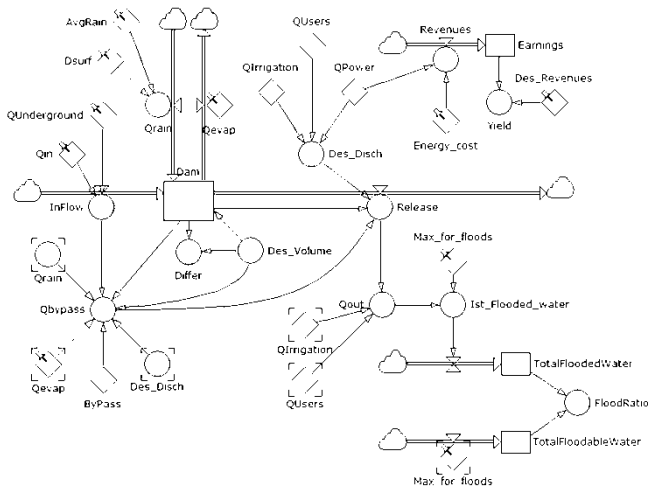 AvgRain
QUsers
Revenues
Dsurf
QIrrigation
QPower
Earnings
Des_Revenues
QUnderground
Qrain
Qevap
Energy_cost
Yield
Qin
Des_Disch
Dam
InFlow
Release
Max_for_floods
Qrain
Differ
Des_Volume
Qbypass
Qout
Ist_Flooded_water
QIrrigation
Qevap
ByPass
Des_Disch
QUsers
TotalFloodedWater
FloodRatio
TotalFloodableWater
Max_for_floods